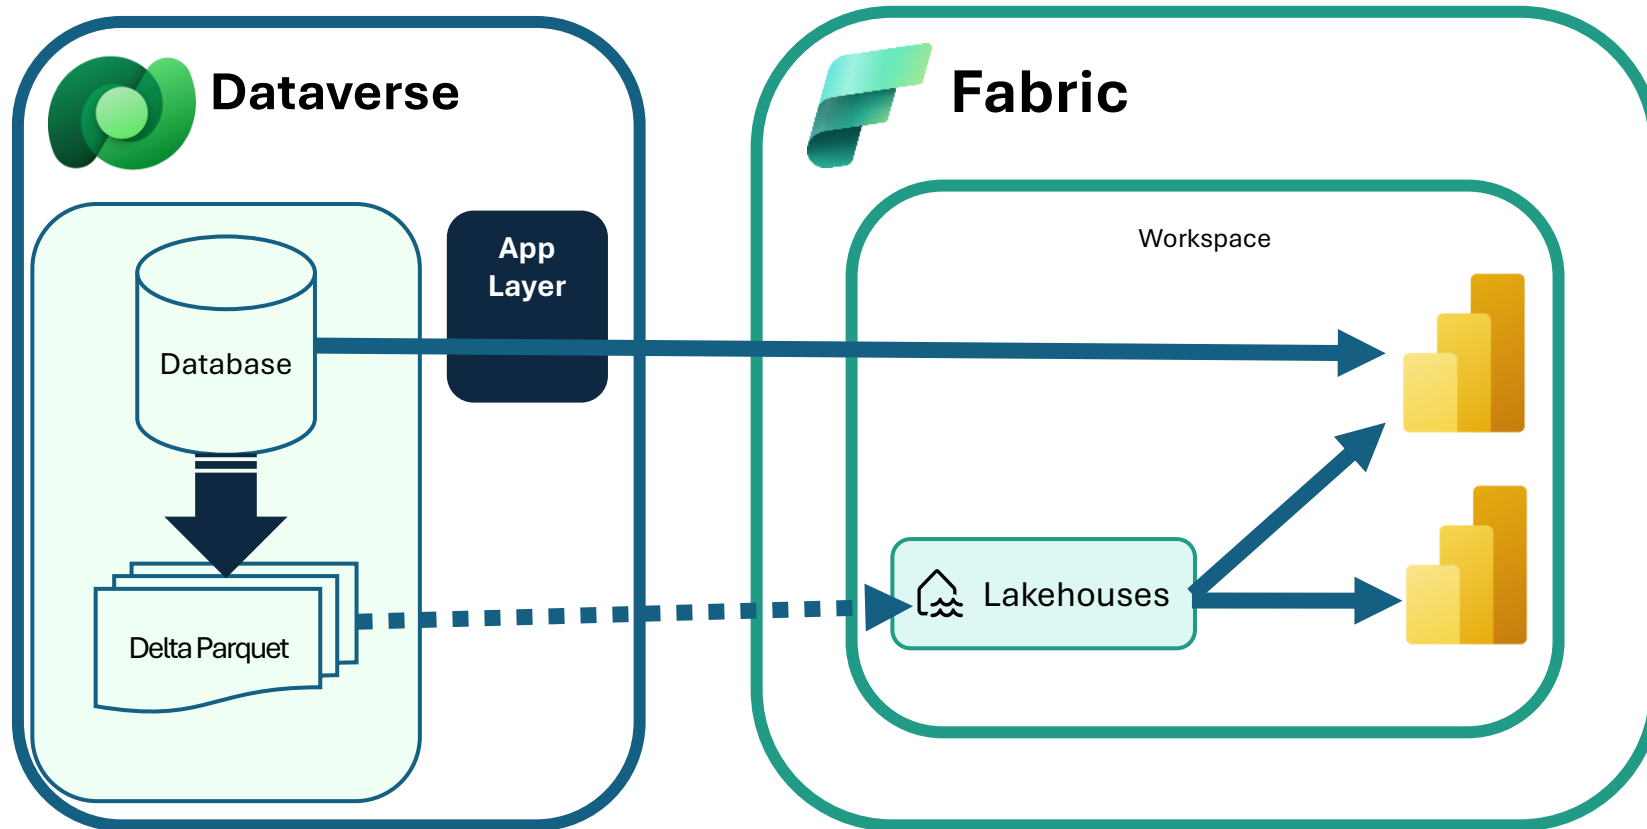 Dataverse
Fabric
App
Layer
Workspace
Database
Lakehouses
Delta Parquet